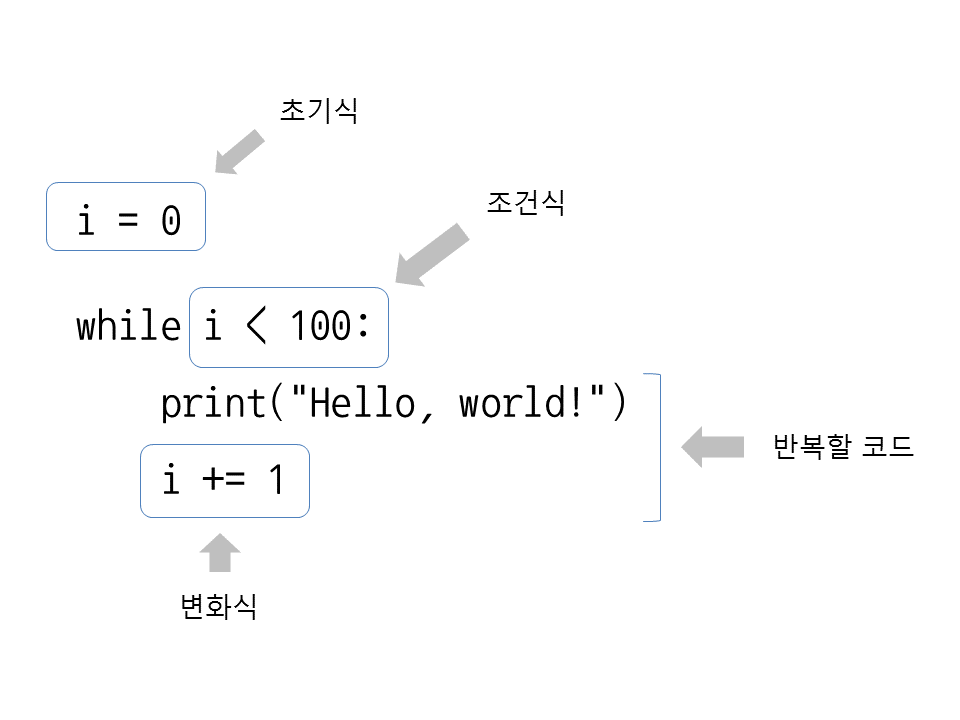 초기식
i = 0
조건식
while i < 100:
print("Hello, world!")
반복할 코드
i += 1
변화식